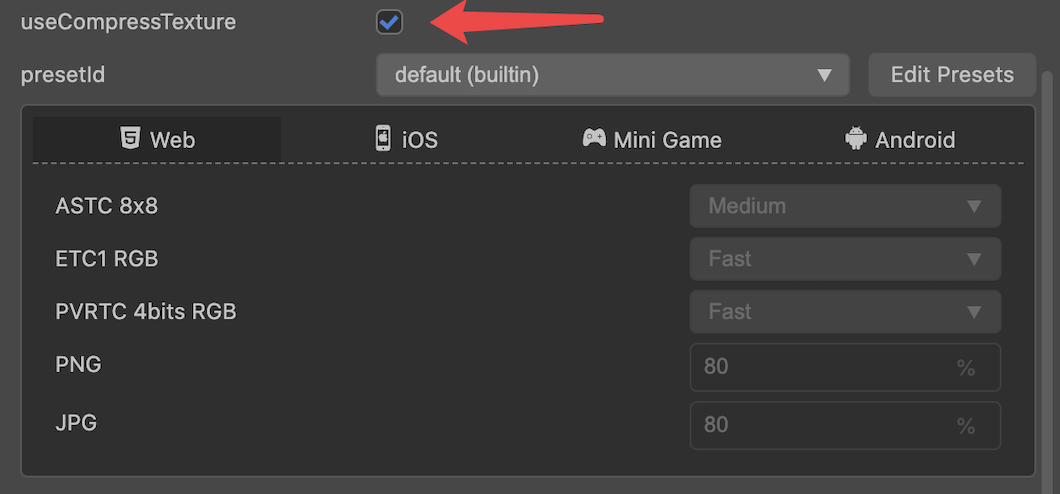 useCompressTexture
presetId default (builtin) Edit Presets
Web iOS Mini Game Android
ASTC 8x8 Medium
ETC1 RGB Fast
PVRTC 4bits RGB Fast
PNG 80 %
JPG 80 %